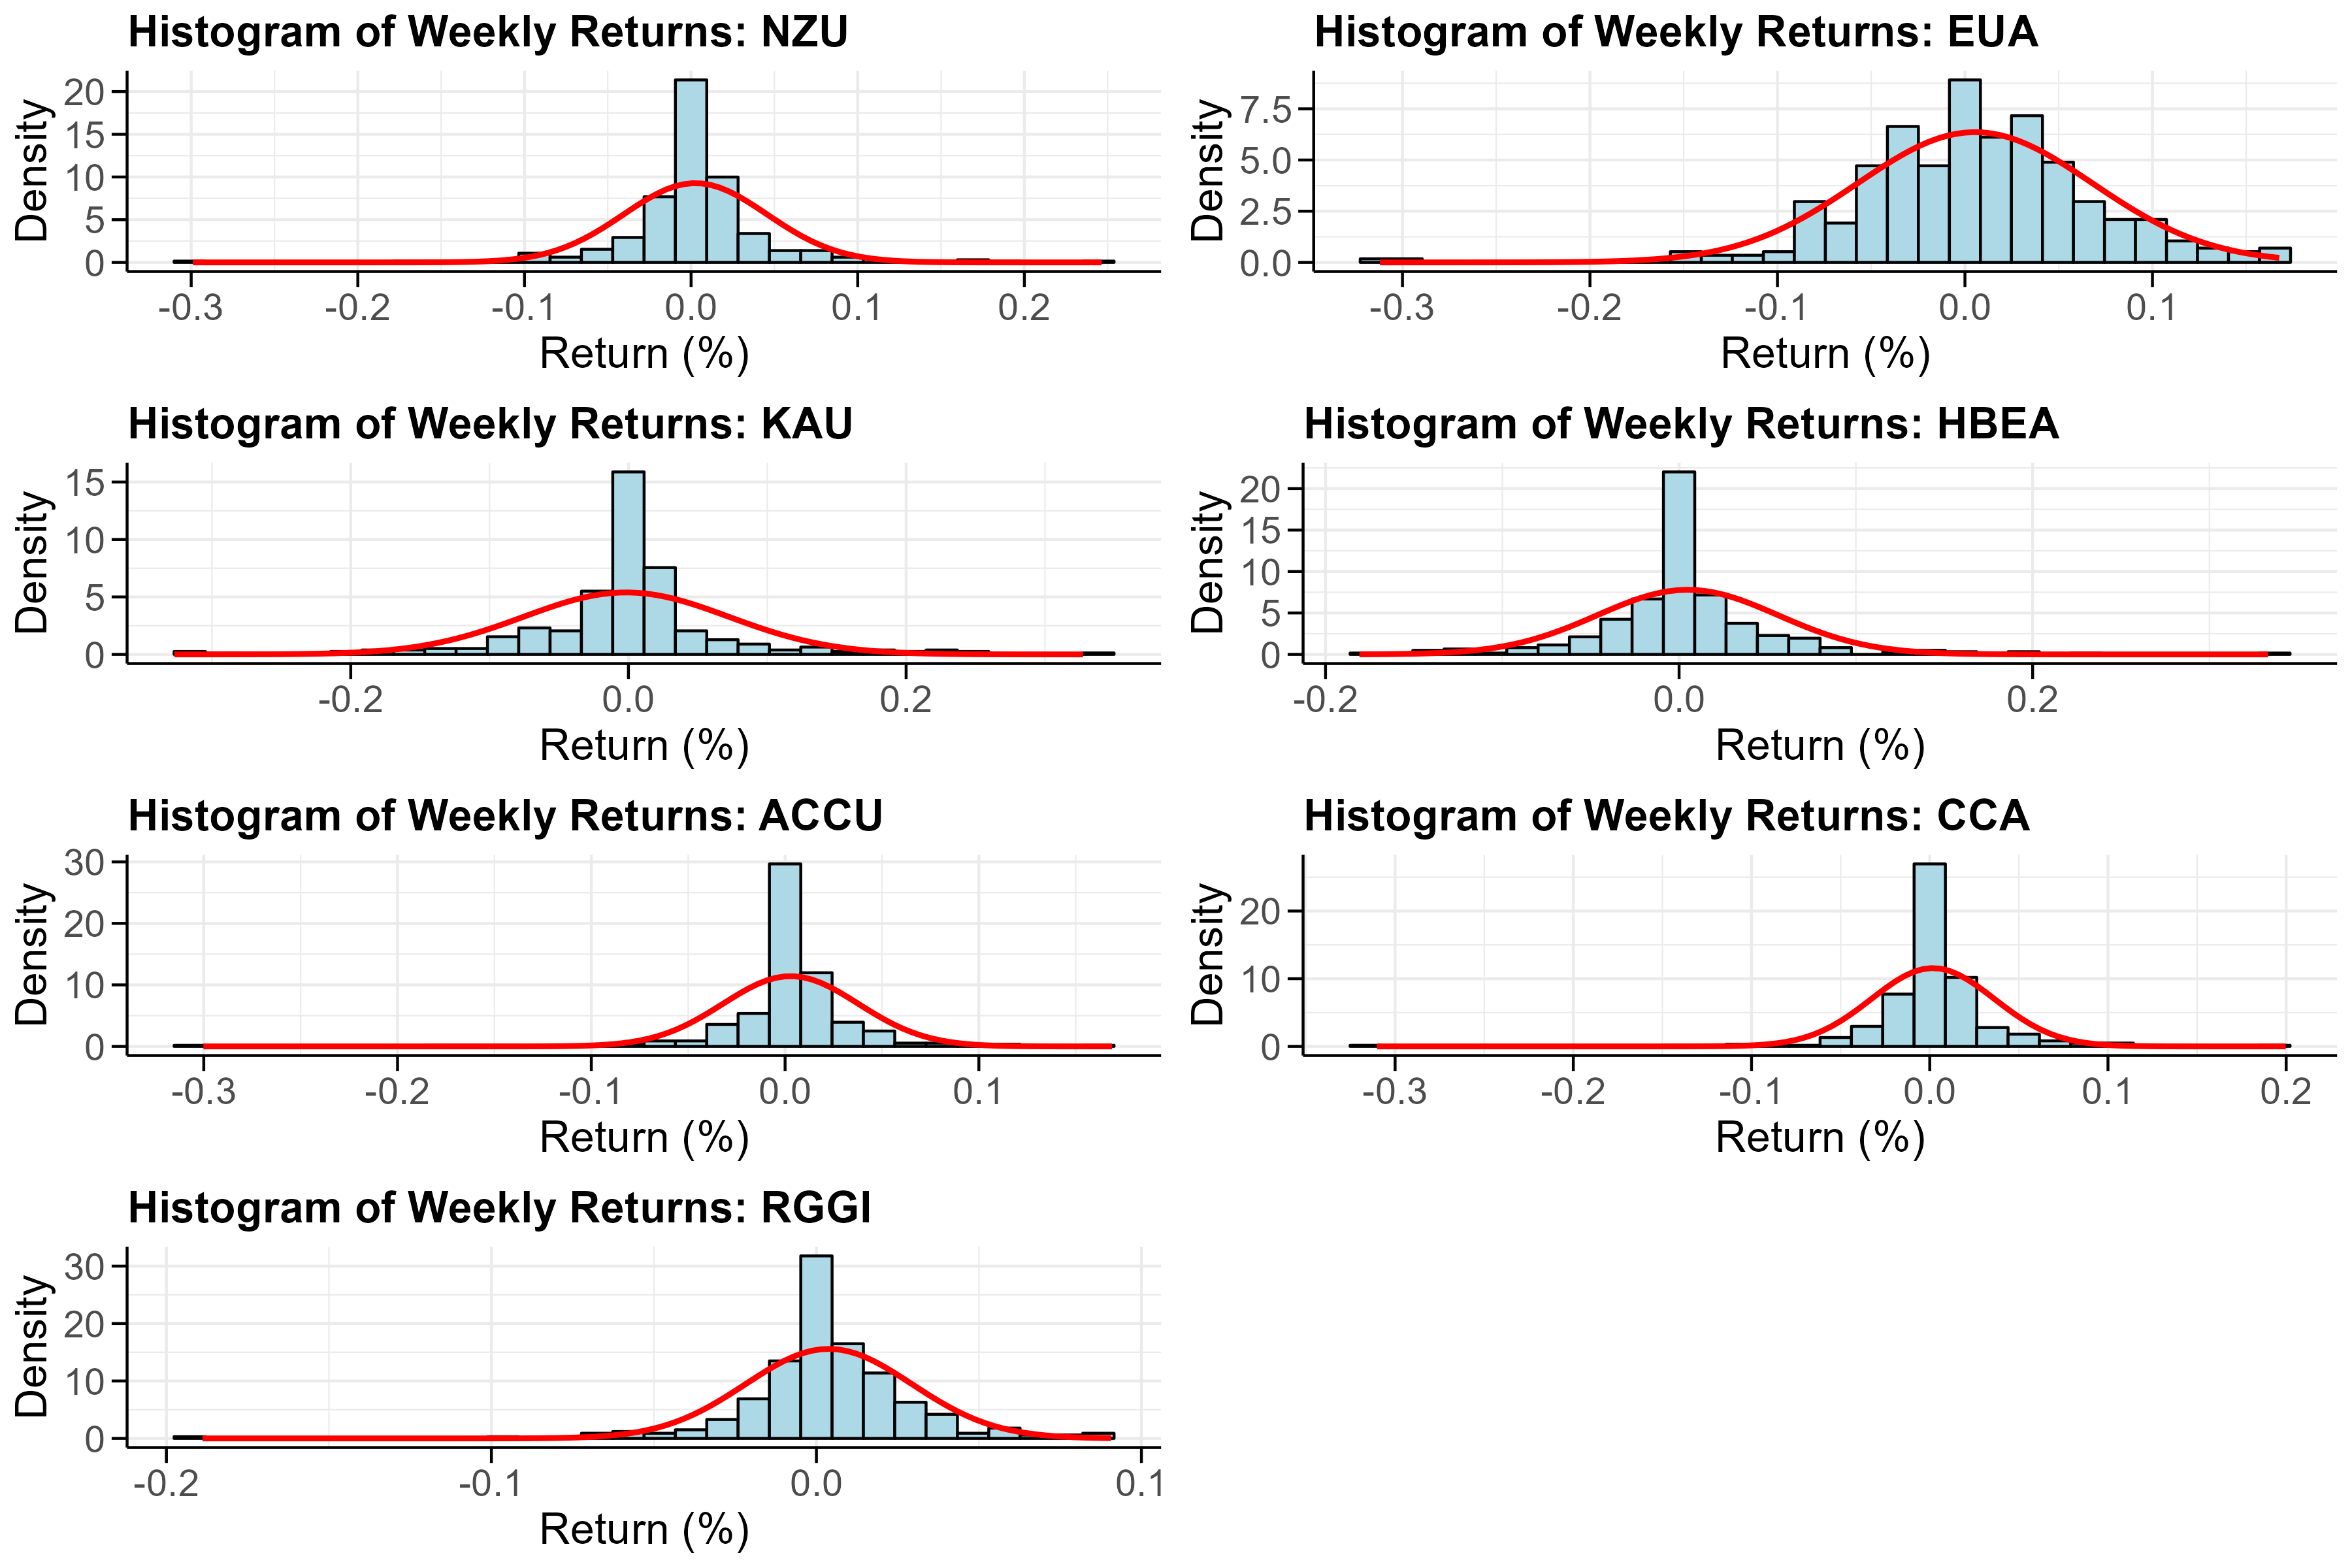 Histogram of Weekly Returns: NZU
Density
20
15
10
5
0
-0.3 -0.2 -0.1 0.0 0.1 0.2
Return (%)
Histogram of Weekly Returns: EUA
Density
7.5
5.0
2.5
0.0
-0.3 -0.2 -0.1 0.0 0.1
Return (%)
Histogram of Weekly Returns: KAU
Density
15
10
5
0
-0.2 0.0 0.2
Return (%)
Histogram of Weekly Returns: HBEA
Density
20
15
10
5
0
-0.2 0.0 0.2
Return (%)
Histogram of Weekly Returns: ACCU
Density
30
20
10
0
-0.3 -0.2 -0.1 0.0 0.1
Return (%)
Histogram of Weekly Returns: CCA
Density
20
10
0
-0.3 -0.2 -0.1 0.0 0.1 0.2
Return (%)
Histogram of Weekly Returns: RGGI
Density
30
20
10
0
-0.2 -0.1 0.0 0.1
Return (%)